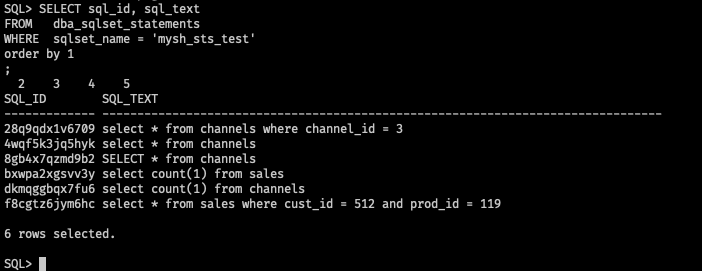 SQL> SELECT sql_id, sql_text
FROM   dba_sqlset_statements
WHERE  sqlset_name = 'mysh_sts_test'
order by 1
;
  2    3    4    5
SQL_ID        SQL_TEXT
------------- --------------------------------------------------------------------------------
28q9qdx1v6709 select * from channels where channel_id = 3
4wqf5k3jq5hyk select * from channels
8gb4x7qzmd9b2 SELECT * from channels
bxwpa2xgsvv3y select count(1) from sales
dkmqggbqx7fu6 select count(1) from channels
f8cgtz6jym6hc select * from sales where cust_id = 512 and prod_id = 119

6 rows selected.

SQL>